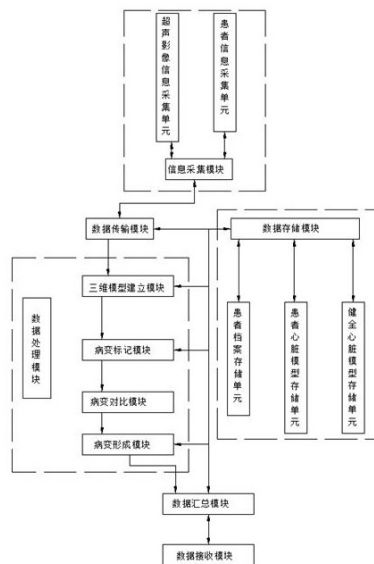 超声影像信息采集单元
患者信息采集单元
信息采集模块
数据传输模块
数据存储模块
三维模型建立模块
数据处理模块
病变标记模块
患者档案存储单元
患者心脏模型存储单元
健全心脏模型存储单元
病变对比模块
病变形成模块
数据汇总模块
数据接收模块